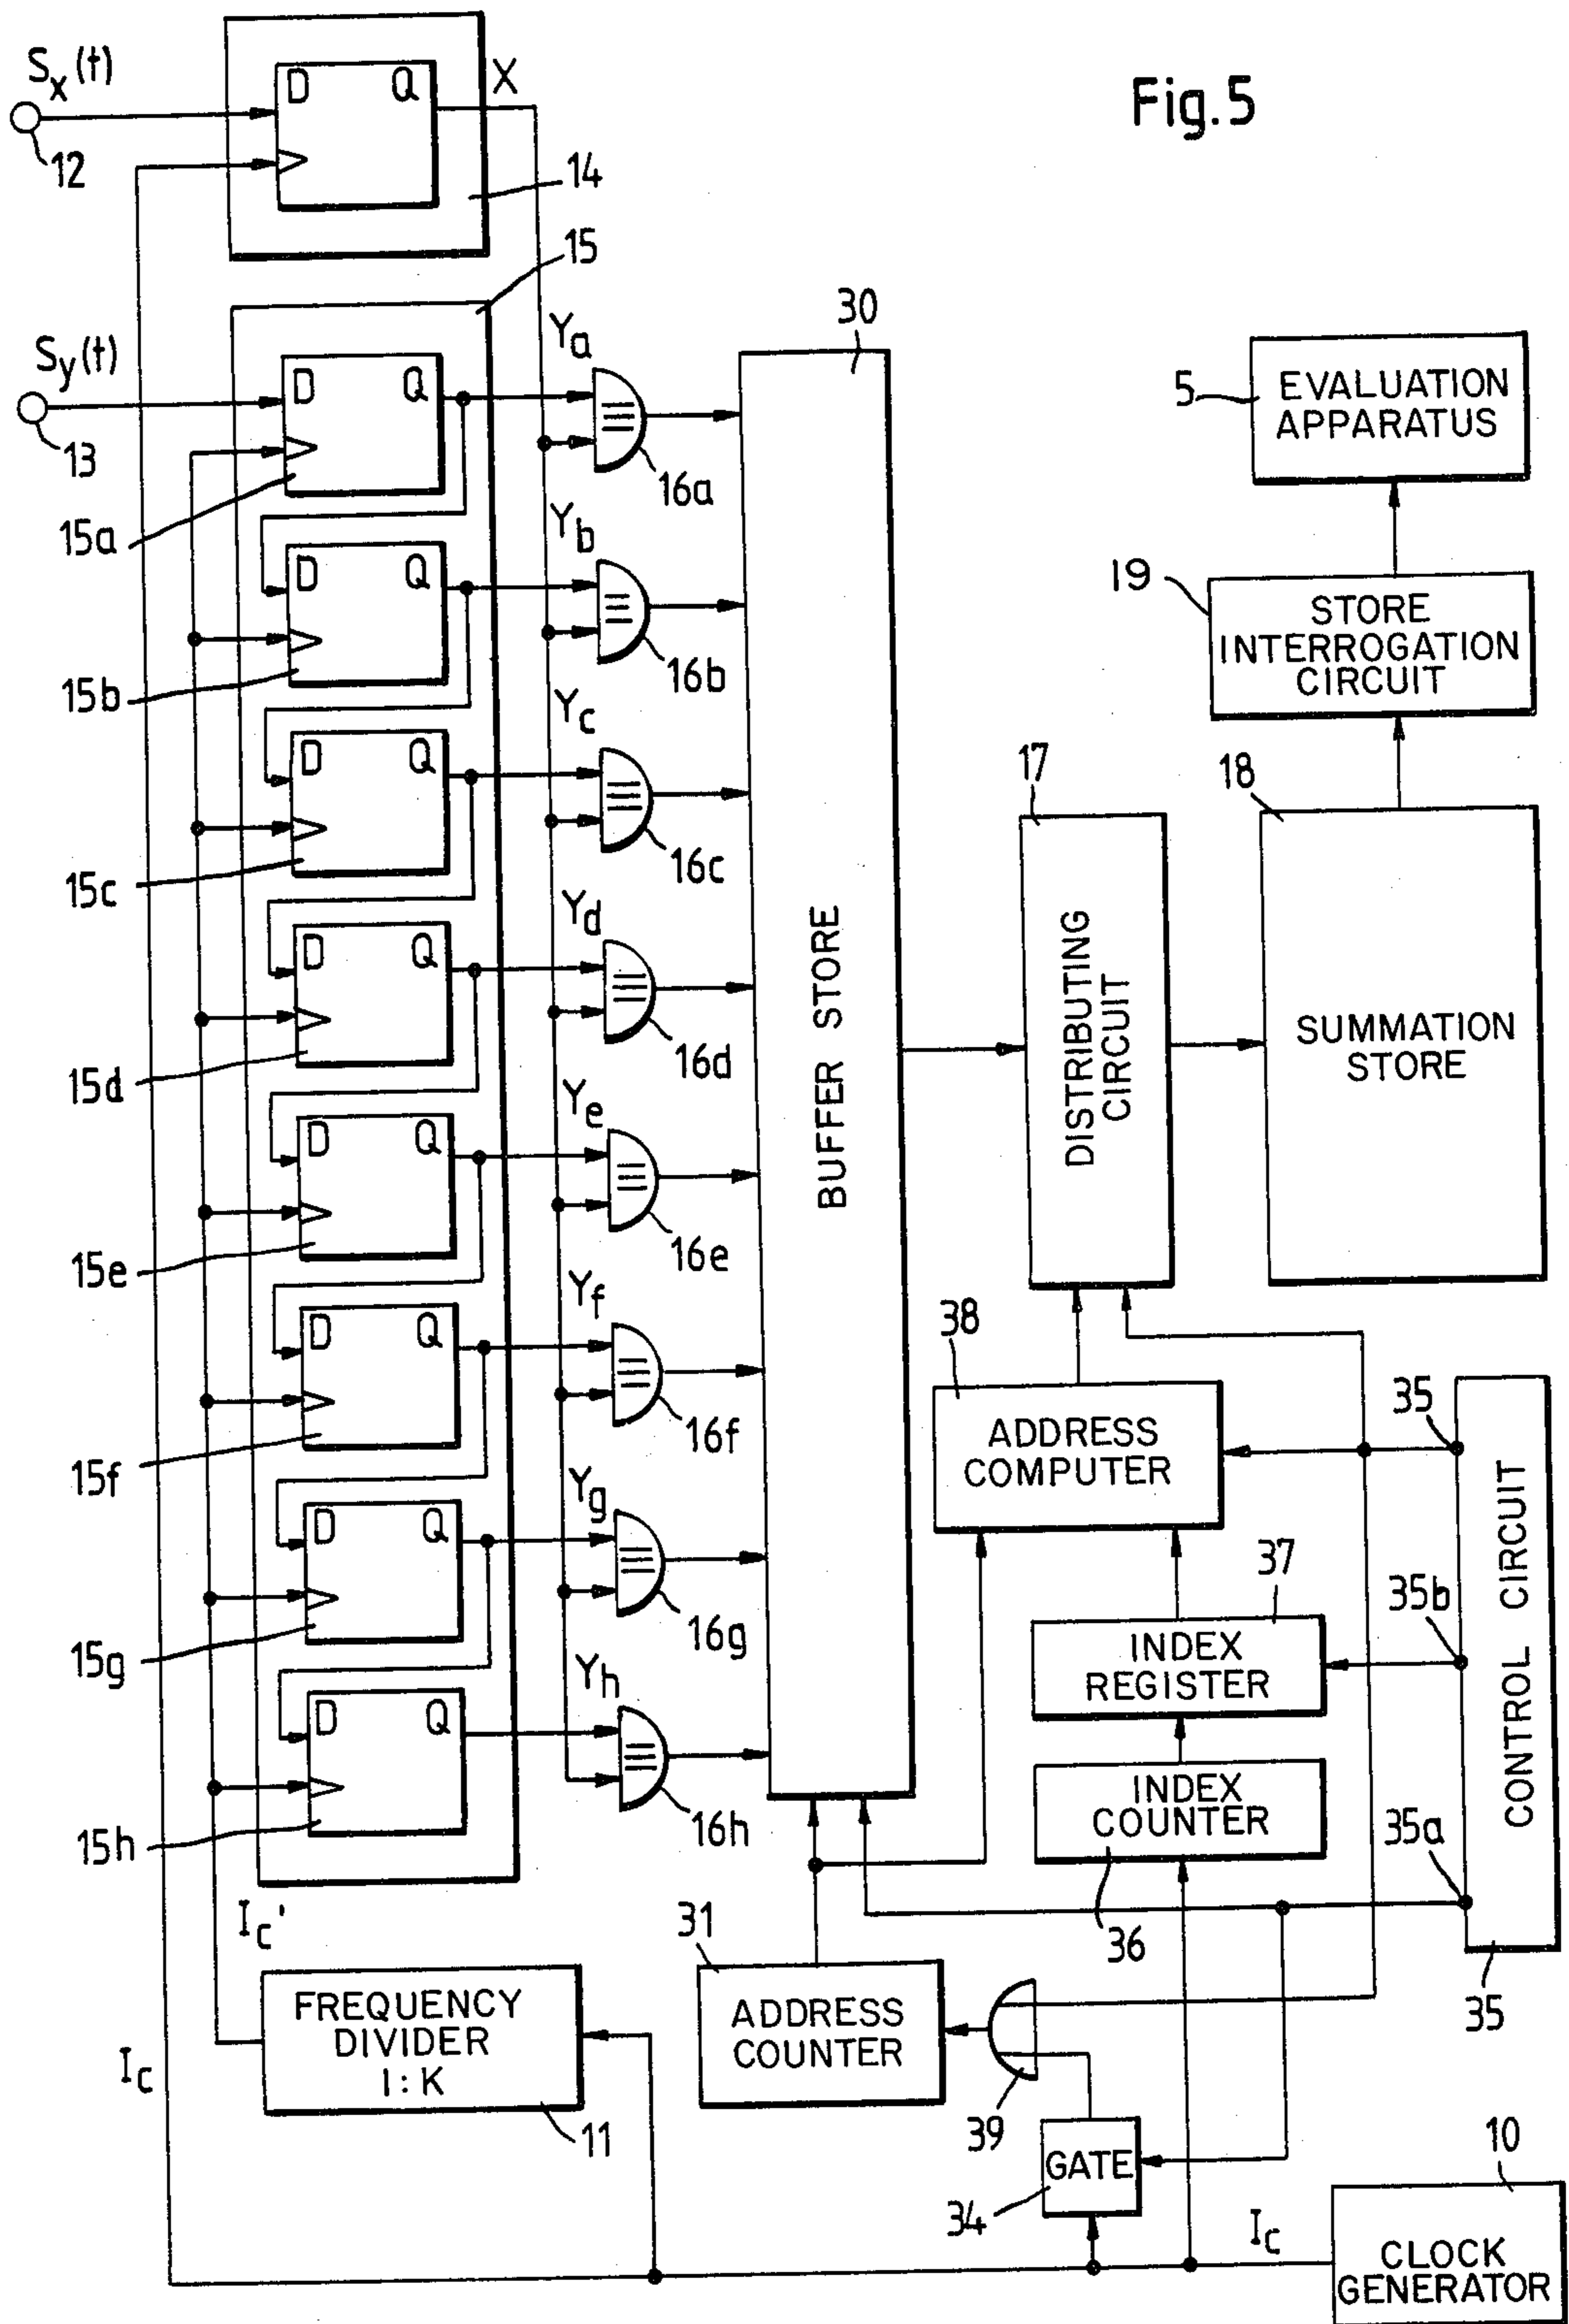 Fig.5
Sx(t)
12
D Q
X
14
15
Sy(t)
13
D Q
15a
Ya
16a
D Q
15b
Yb
16b
D Q
15c
Yc
16c
D Q
15d
Yd
16d
D Q
15e
Ye
16e
D Q
15f
Yf
16f
D Q
15g
Yg
16g
D Q
15h
Yh
16h
30
BUFFER STORE
5
EVALUATION
APPARATUS
19
STORE
INTERROGATION
CIRCUIT
17
DISTRIBUTING
CIRCUIT
18
SUMMATION
STORE
38
ADDRESS
COMPUTER
35
CONTROL CIRCUIT
37
INDEX
REGISTER
35b
INDEX
COUNTER
36
35a
35
Ic'
FREQUENCY
DIVIDER
1:K
11
Ic
31
ADDRESS
COUNTER
39
GATE
34
Ic
10
CLOCK
GENERATOR